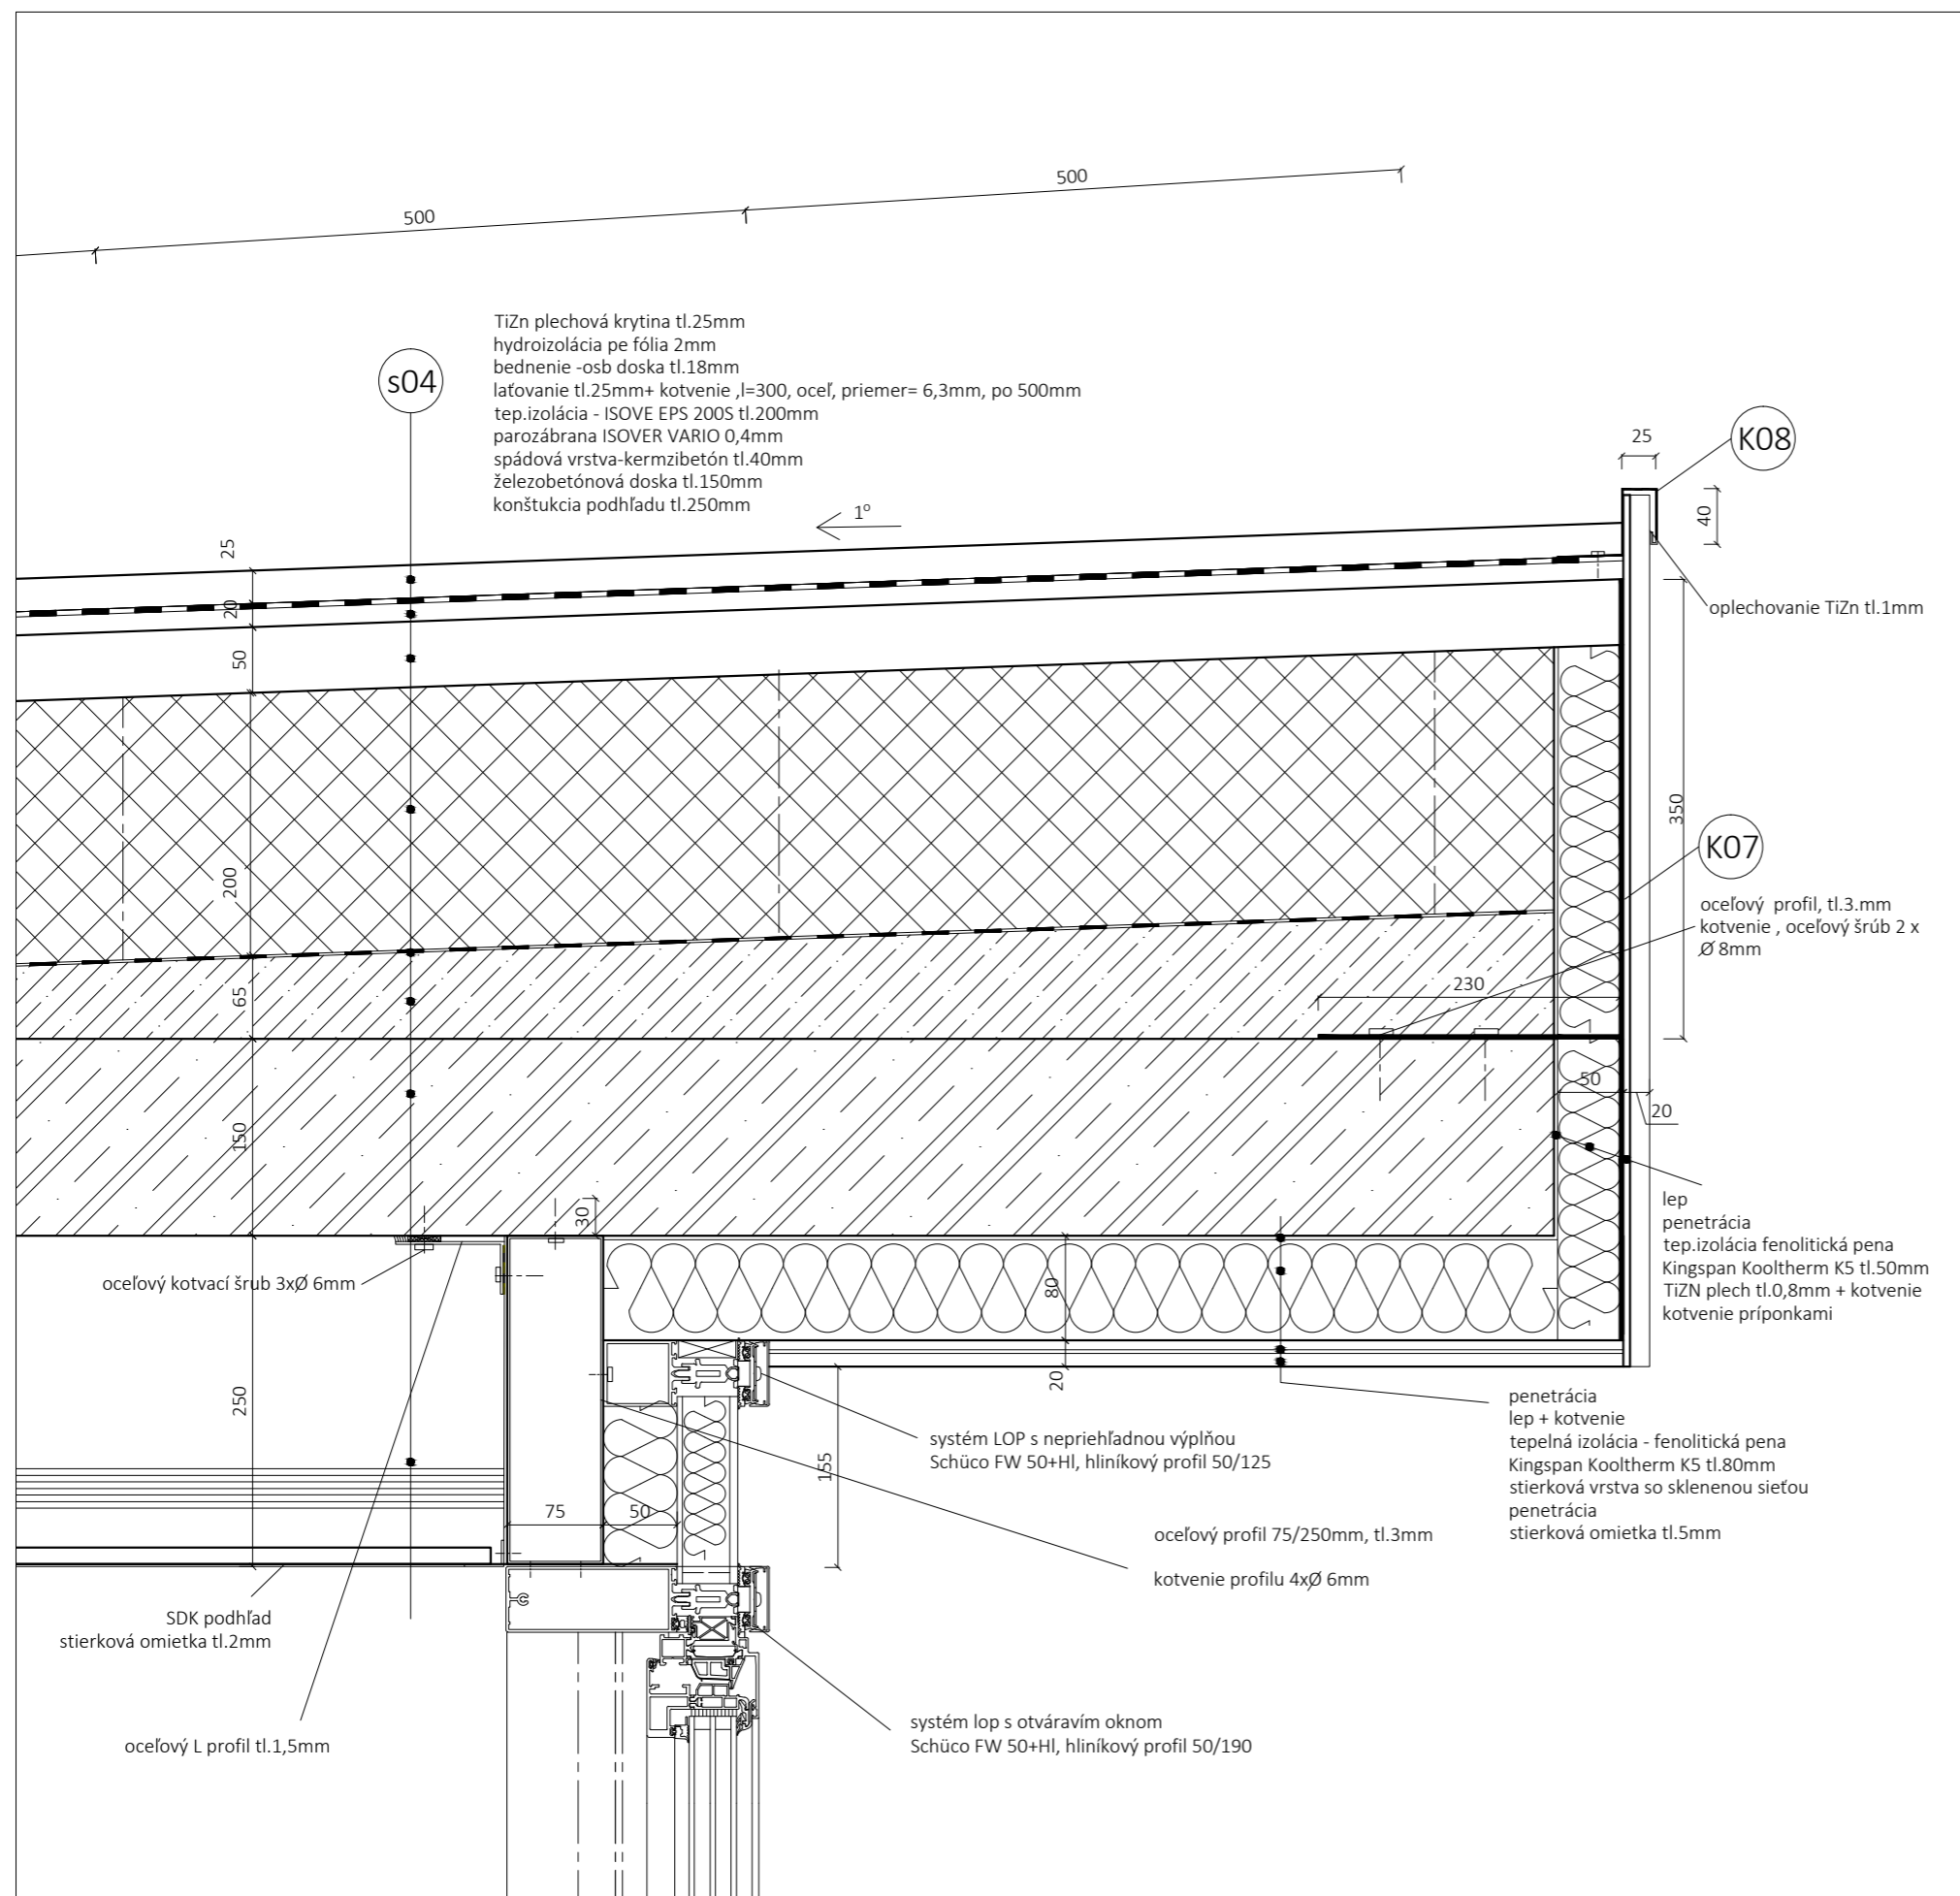 500
500
TiZn plechová krytina tl.25mm
hydroizolácia pe fólia 2mm
bednenie -osb doska tl.18mm
laťovanie tl.25mm+ kotvenie ,l=300, oceľ, priemer= 6,3mm, po 500mm
tep.izolácia - ISOVE EPS 200S tl.200mm
parozábrana ISOVER VARIO 0,4mm
spádová vrstva-kermzibetón tl.40mm
železobetónová doska tl.150mm
konštukcia podhľadu tl.250mm
s04
1°
25
K08
40
oplechovanie TiZn tl.1mm
25
20
50
200
65
150
250
350
K07
oceľový  profil, tl.3.mm
kotvenie , oceľový šrúb 2 x
Ø 8mm
230
50
20
lep
penetrácia
tep.izolácia fenolitická pena
Kingspan Kooltherm K5 tl.50mm
TiZN plech tl.0,8mm + kotvenie
kotvenie príponkami
30
oceľový kotvací šrub 3xØ 6mm
80
20
155
75
50
penetrácia
lep + kotvenie
tepelná izolácia - fenolitická pena
Kingspan Kooltherm K5 tl.80mm
stierková vrstva so sklenenou sieťou
penetrácia
stierková omietka tl.5mm
systém LOP s nepriehľadnou výplňou
Schüco FW 50+HI, hliníkový profil 50/125
oceľový profil 75/250mm, tl.3mm
kotvenie profilu 4xØ 6mm
SDK podhľad
stierková omietka tl.2mm
oceľový L profil tl.1,5mm
systém lop s otváravím oknom
Schüco FW 50+HI, hliníkový profil 50/190